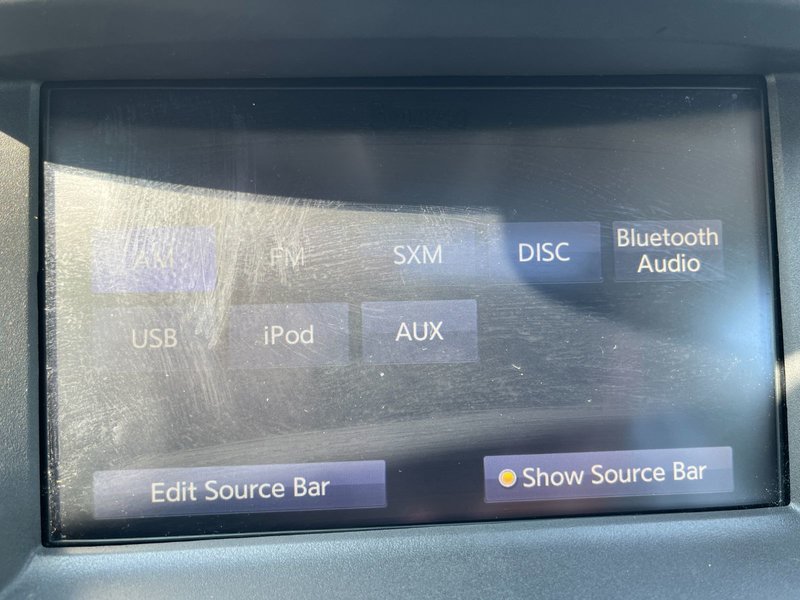 AM FM SXM DISC Bluetooth Audio
USB iPod AUX
Edit Source Bar Show Source Bar